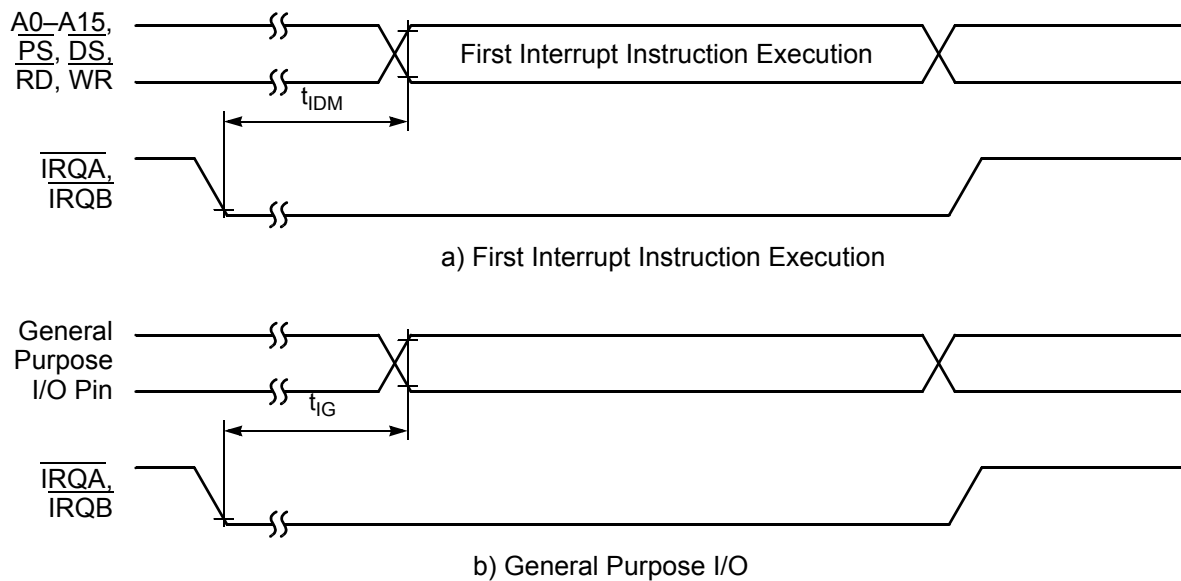 A0–A15,
PS, DS,
RD, WR
First Interrupt Instruction Execution
tIDM
IRQA,
IRQB
a) First Interrupt Instruction Execution
General
Purpose
I/O Pin
tIG
IRQA,
IRQB
b) General Purpose I/O